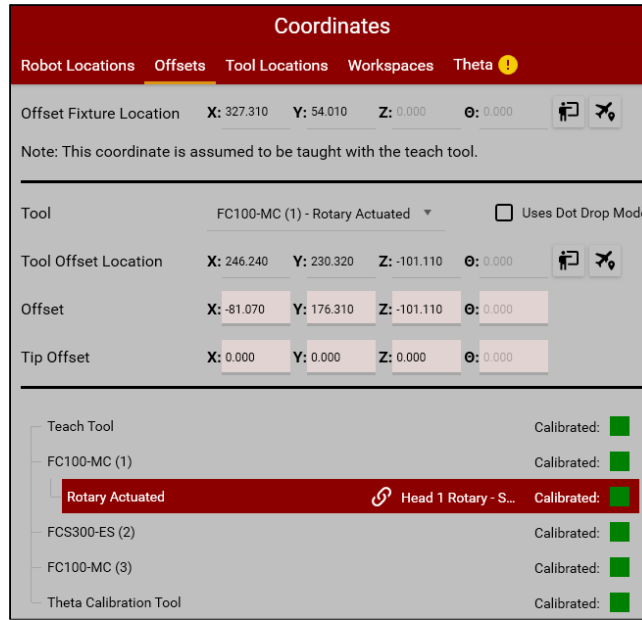 Coordinates
Robot Locations Offsets Tool Locations Workspaces Theta !
Offset Fixture Location X: 327.310 Y: 54.010 Z: 0.000 Θ: 0.000
Note: This coordinate is assumed to be taught with the teach tool.
Tool FC100-MC (1) - Rotary Actuated Uses Dot Drop Mode
Tool Offset Location X: 246.240 Y: 230.320 Z: -101.110 Θ: 0.000
Offset X: -81.070 Y: 176.310 Z: -101.110 Θ: 0.000
Tip Offset X: 0.000 Y: 0.000 Z: 0.000 Θ: 0.000
Teach Tool Calibrated:
FC100-MC (1) Calibrated:
Rotary Actuated Head 1 Rotary - S... Calibrated:
FCS300-ES (2) Calibrated:
FC100-MC (3) Calibrated:
Theta Calibration Tool Calibrated: